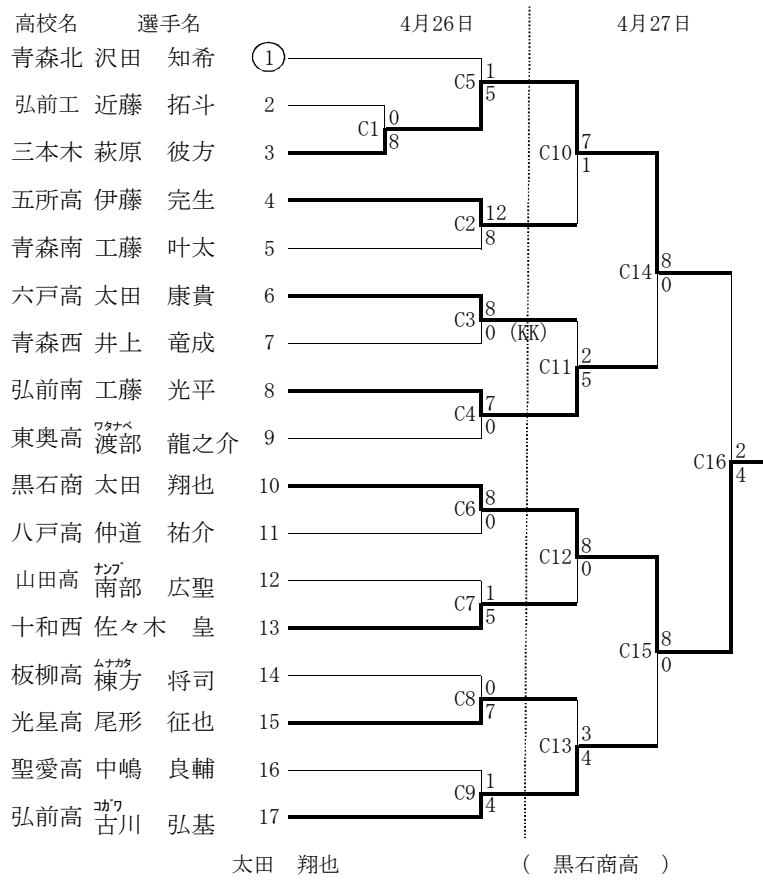 高校名 選手名 4月26日 4月27日
青森北 沢田 知希 ①
1
C5
5
弘前工 近藤 拓斗 2
0
C1
8
7
C10
1
三本木 萩原 彼方 3
五所高 伊藤 完生 4
12
C2
8
青森南 工藤 叶太 5
8
C14
0
六戸高 太田 康貴 6
8
C3
0 (KK)
青森西 井上 竜成 7
2
C11
5
弘前南 工藤 光平 8
7
C4
0
ワタナベ
東奥高 渡部 龍之介 9
2
C16
4
黒石商 太田 翔也 10
8
C6
0
八戸高 仲道 祐介 11
8
C12
0
ナンブ
山田高 南部 広聖 12
1
C7
5
十和西 佐々木 皇 13
8
C15
0
ムナカタ
板柳高 棟方 将司 14
0
C8
7
光星高 尾形 征也 15
3
C13
4
聖愛高 中嶋 良輔 16
1
C9
4
コガワ
弘前高 古川 弘基 17
太田 翔也 ( 黒石商高 )